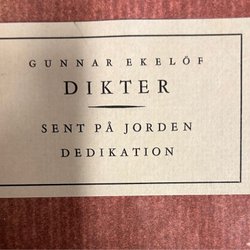 GUNNAR EKELÖF
DIKTER
SENT PÅ JORDEN
DEDIKATION